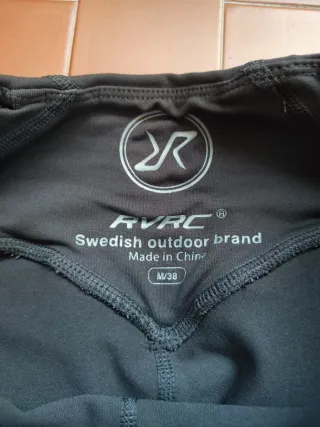 RVRC®
Swedish outdoor brand
Made in China
M/38